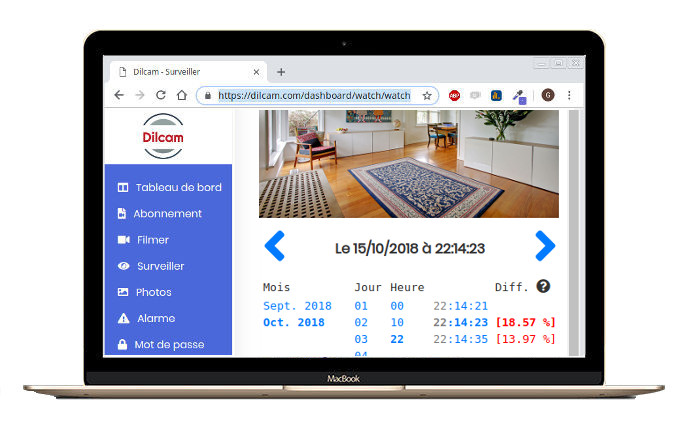 Dilcam - Surveiller
https://dilcam.com/dashboard/watch/watch
ABP
G
Dilcam
Tableau de bord
Abonnement
Filmer
Surveiller
Photos
Alarme
Mot de passe
Le 15/10/2018 à 22:14:23
Mois Jour Heure Diff. ?
Sept. 2018 01 00 22:14:21
Oct. 2018 02 10 22:14:23 [18.57 %]
03 22 22:14:35 [13.97 %]
04
MacBook